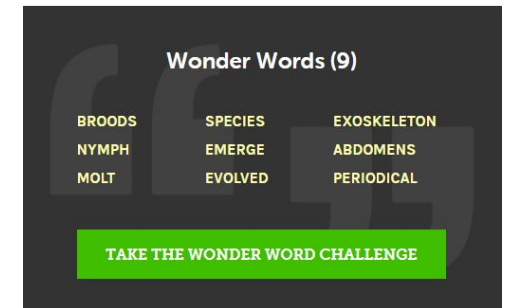 Wonder Words (9)
BROODS SPECIES EXOSKELETON
NYMPH EMERGE ABDOMENS
MOLT EVOLVED PERIODICAL
TAKE THE WONDER WORD CHALLENGE